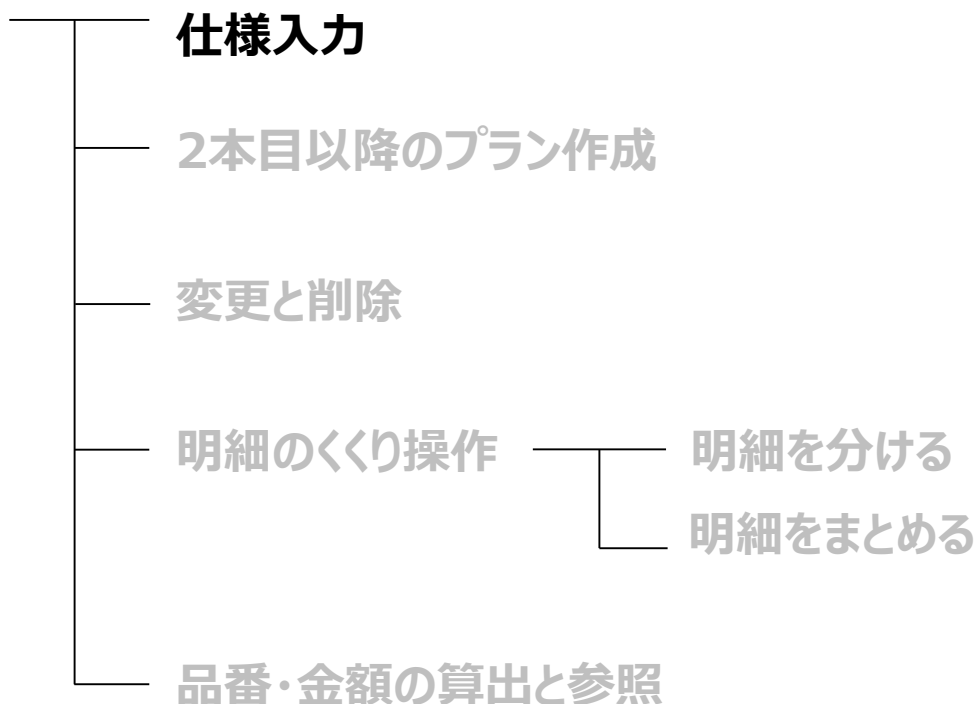 仕様入力
2本目以降のプラン作成
変更と削除
明細のくくり操作
明細を分ける
明細をまとめる
品番・金額の算出と参照